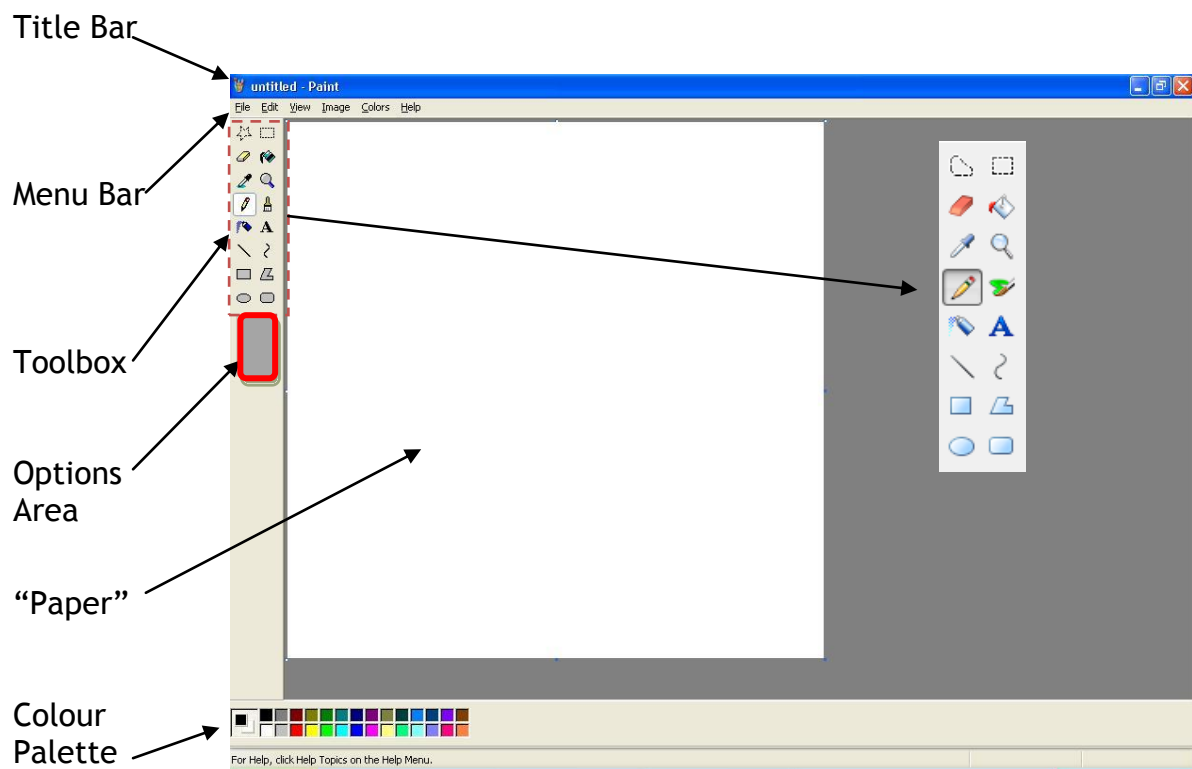 Title Bar
untitled - Paint
File Edit View Image Colors Help
Menu Bar
Toolbox
Options
Area
“Paper”
Colour
Palette
For Help, click Help Topics on the Help Menu.